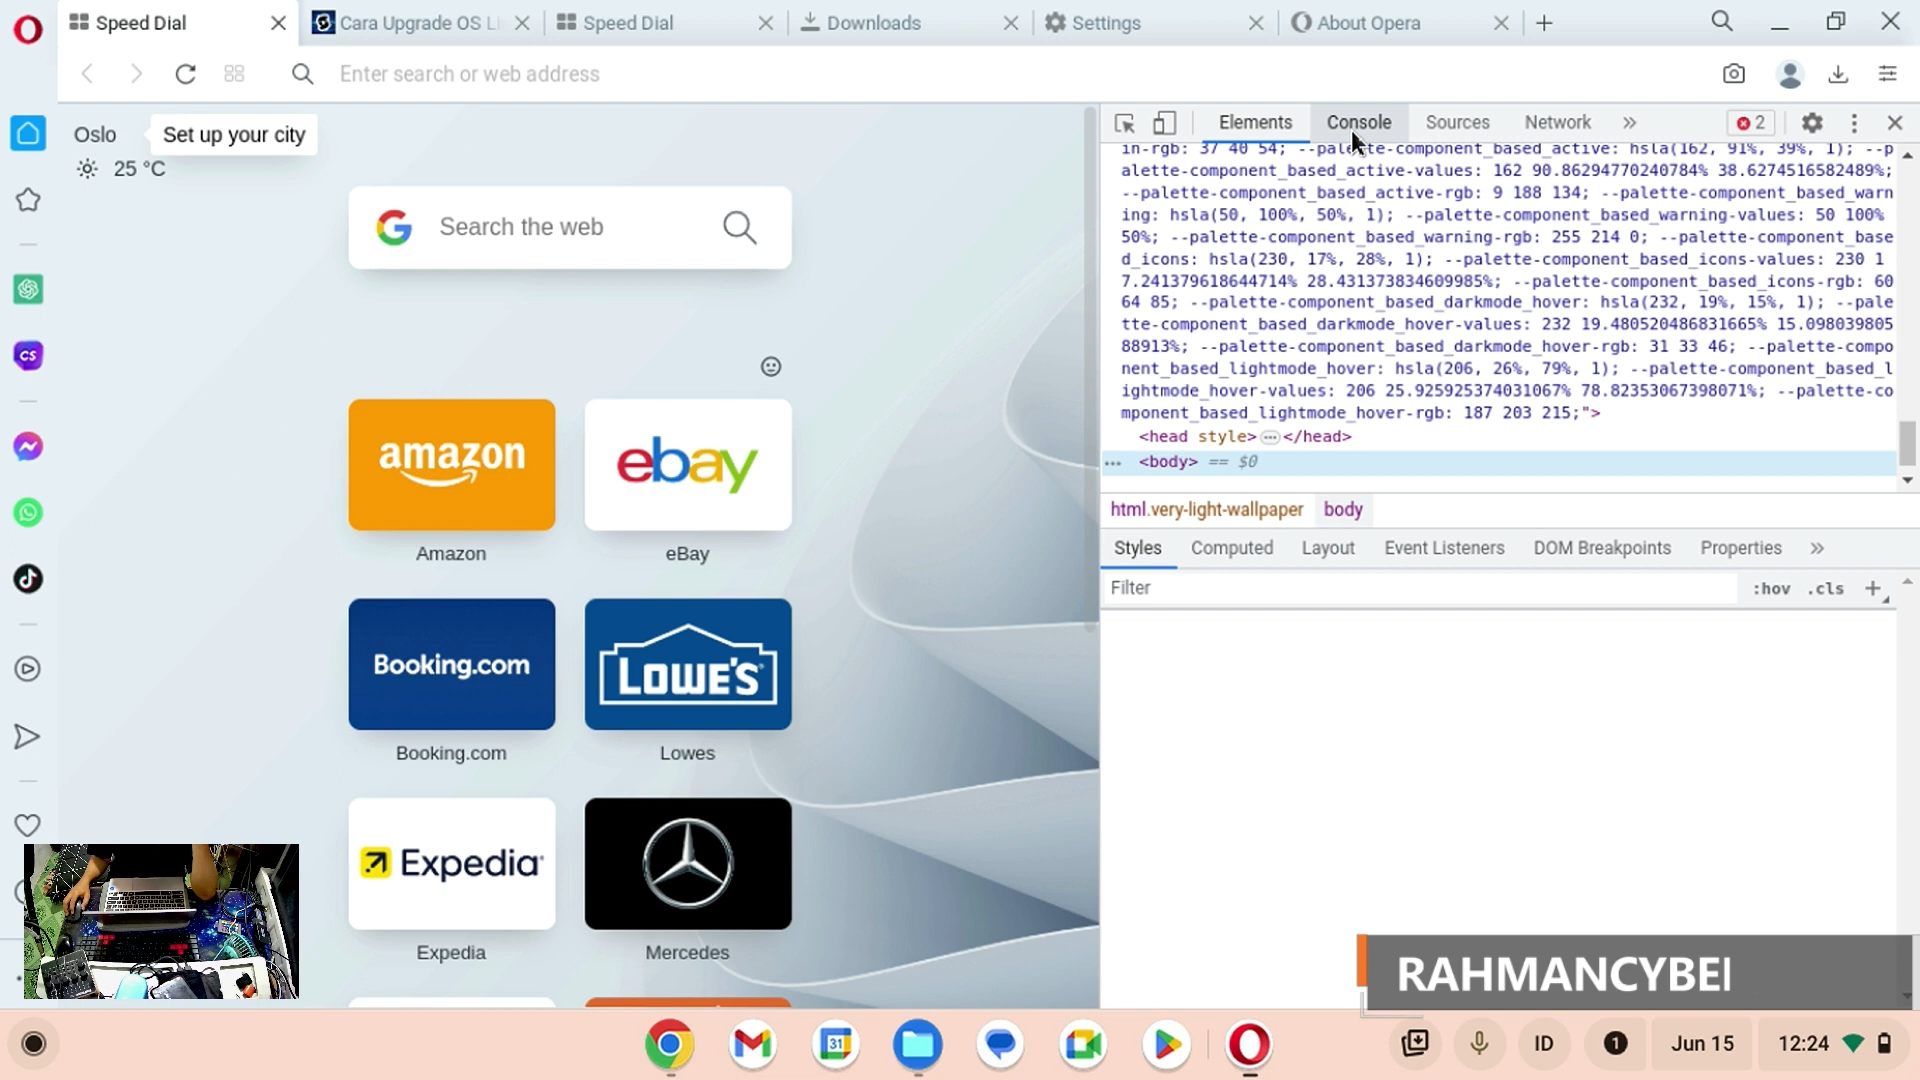 Speed Dial
Cara Upgrade OS Li
Speed Dial
Downloads
Settings
About Opera
Enter search or web address
Oslo
Set up your city
25 °C
Search the web
amazon
Amazon
ebay
eBay
Booking.com
Booking.com
LOWE'S
Lowes
Expedia
Expedia
Mercedes
CS
Elements
Console
Sources
Network
2
in-rgb: 37 40 54; --palette-component_based_active: hsla(162, 91%, 39%, 1); --p
alette-component_based_active-values: 162 90.86294770240784% 38.6274516582489%;
--palette-component_based_active-rgb: 9 188 134; --palette-component_based_warn
ing: hsla(50, 100%, 50%, 1); --palette-component_based_warning-values: 50 100%
50%; --palette-component_based_warning-rgb: 255 214 0; --palette-component_base
d_icons: hsla(230, 17%, 28%, 1); --palette-component_based_icons-values: 230 1
7.241379618644714% 28.431373834609985%; --palette-component_based_icons-rgb: 60
64 85; --palette-component_based_darkmode_hover: hsla(232, 19%, 15%, 1); --pale
tte-component_based_darkmode_hover-values: 232 19.480520486831665% 15.098039805
88913%; --palette-component_based_darkmode_hover-rgb: 31 33 46; --palette-compo
nent_based_lightmode_hover: hsla(206, 26%, 79%, 1); --palette-component_based_l
ightmode_hover-values: 206 25.925925374031067% 78.82353067398071%; --palette-co
mponent_based_lightmode_hover-rgb: 187 203 215;">
<head style>…</head>
… <body> == $0
html.very-light-wallpaper
body
Styles
Computed
Layout
Event Listeners
DOM Breakpoints
Properties
Filter
:hov
.cls
RAHMANCYBE
31
ID
1
Jun 15
12:24